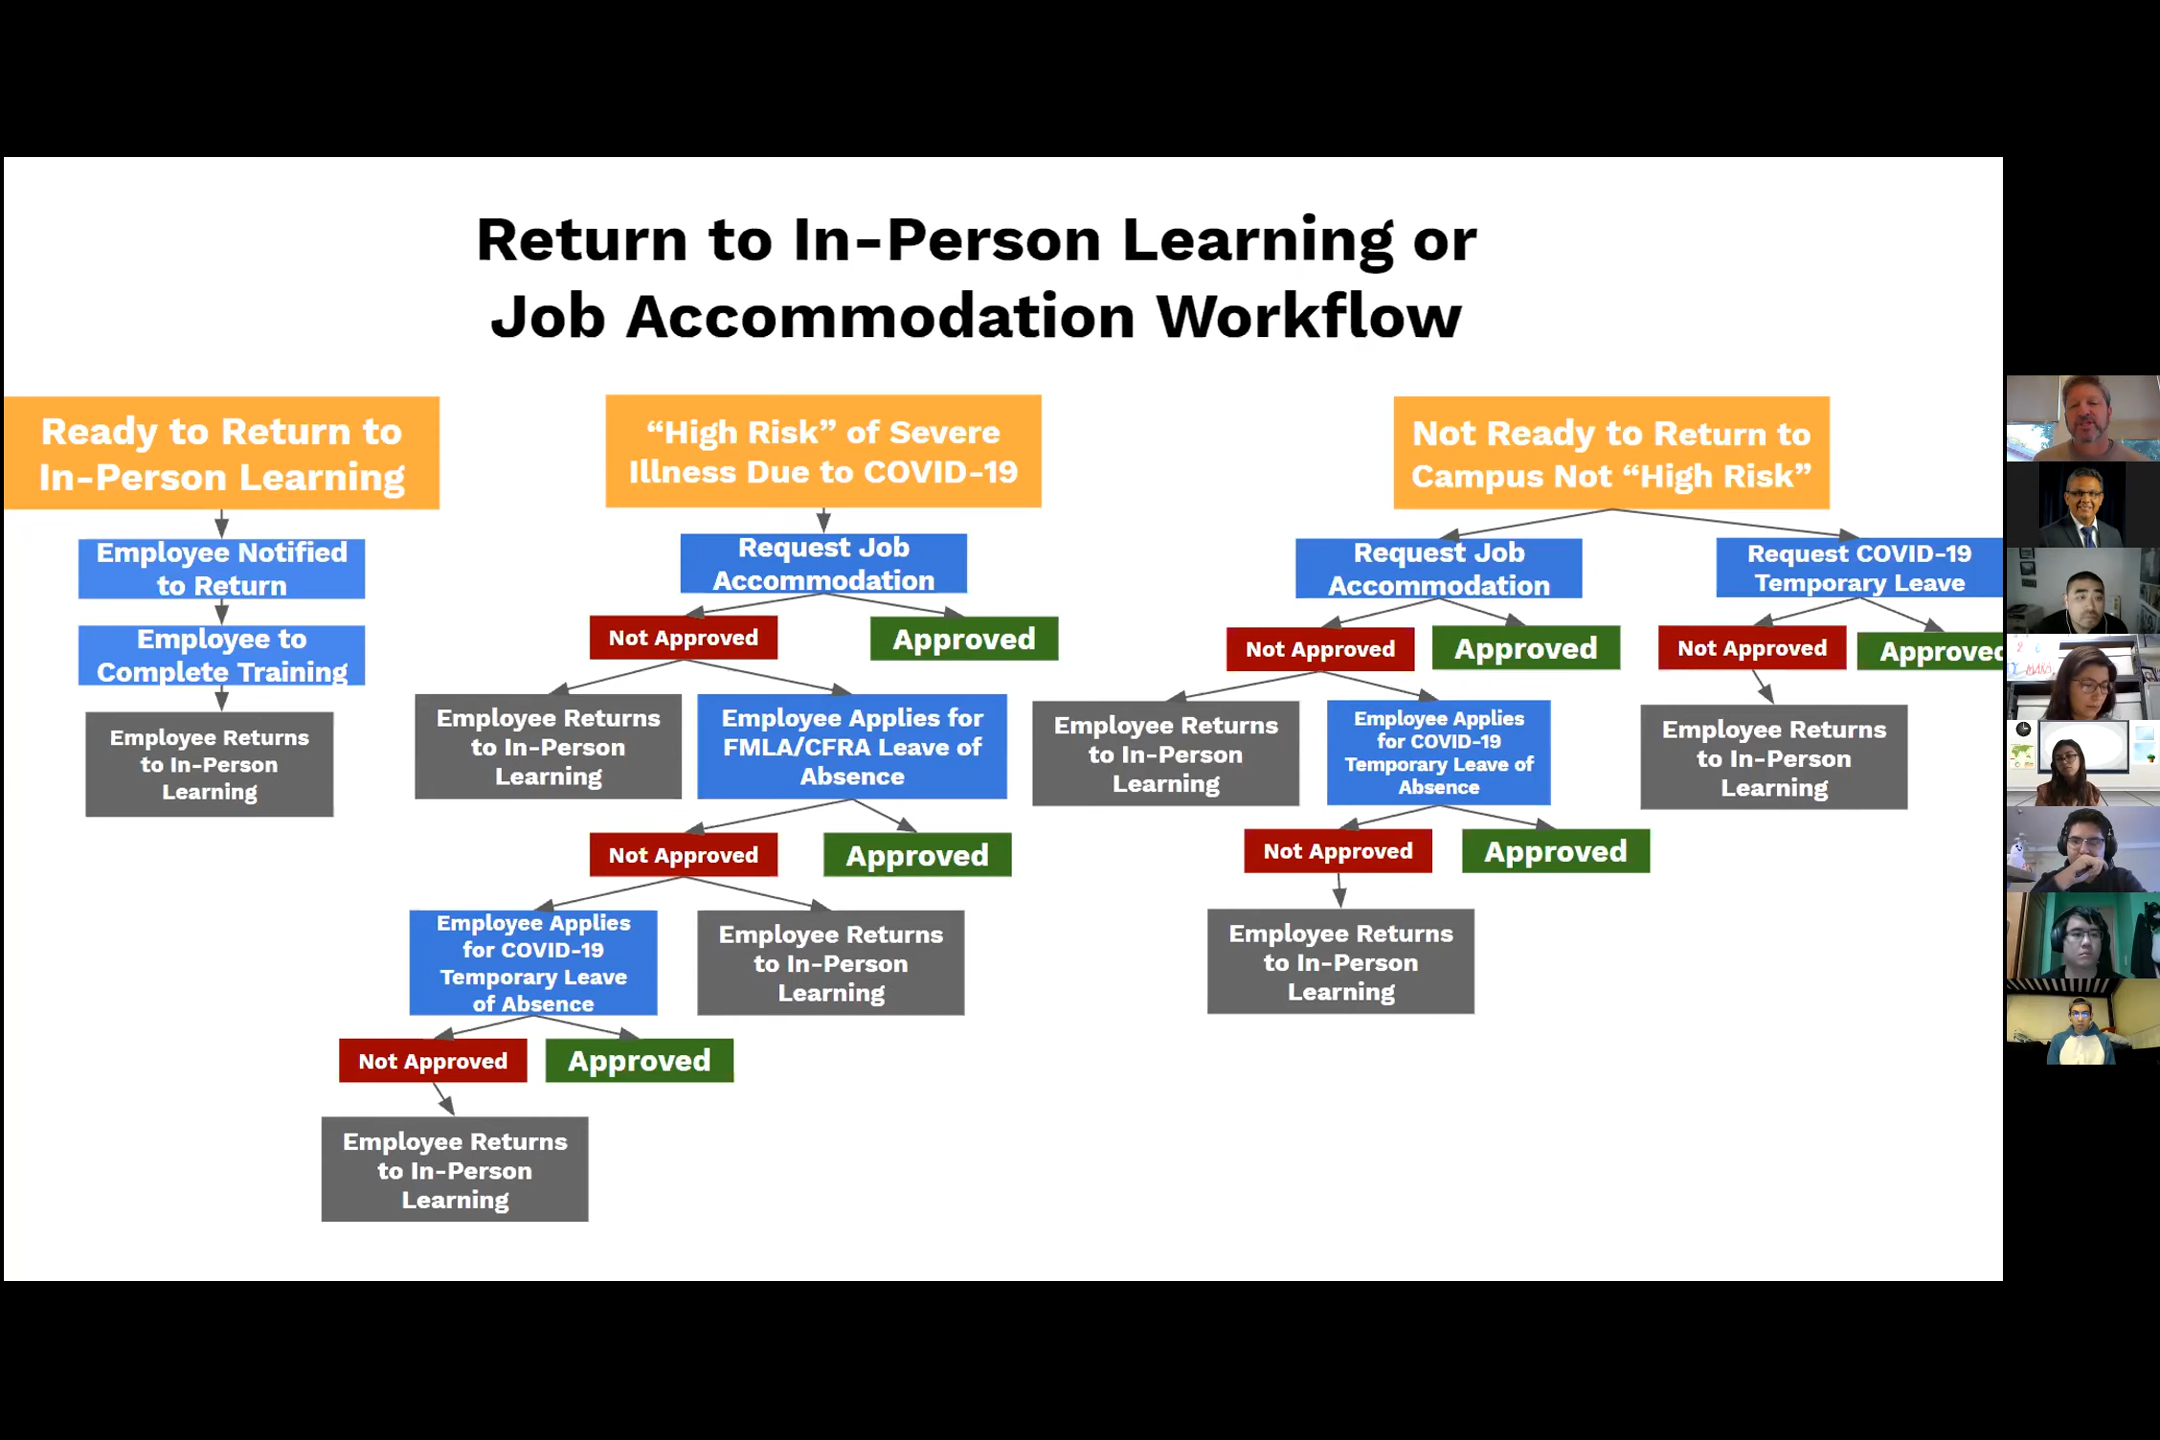 Return to In-Person Learning or
Job Accommodation Workflow
Ready to Return to
In-Person Learning
Employee Notified
to Return
Employee to
Complete Training
Employee Returns
to In-Person
Learning
“High Risk” of Severe
Illness Due to COVID-19
Request Job
Accommodation
Not Approved
Approved
Employee Returns
to In-Person
Learning
Employee Applies for
FMLA/CFRA Leave of
Absence
Not Approved
Approved
Employee Applies
for COVID-19
Temporary Leave
of Absence
Employee Returns
to In-Person
Learning
Not Approved
Approved
Employee Returns
to In-Person
Learning
Not Ready to Return to
Campus Not “High Risk”
Request Job
Accommodation
Not Approved
Approved
Employee Returns
to In-Person
Learning
Employee Applies
for COVID-19
Temporary Leave of
Absence
Not Approved
Approved
Employee Returns
to In-Person
Learning
Request COVID-19
Temporary Leave
Not Approved
Approved
Employee Returns
to In-Person
Learning